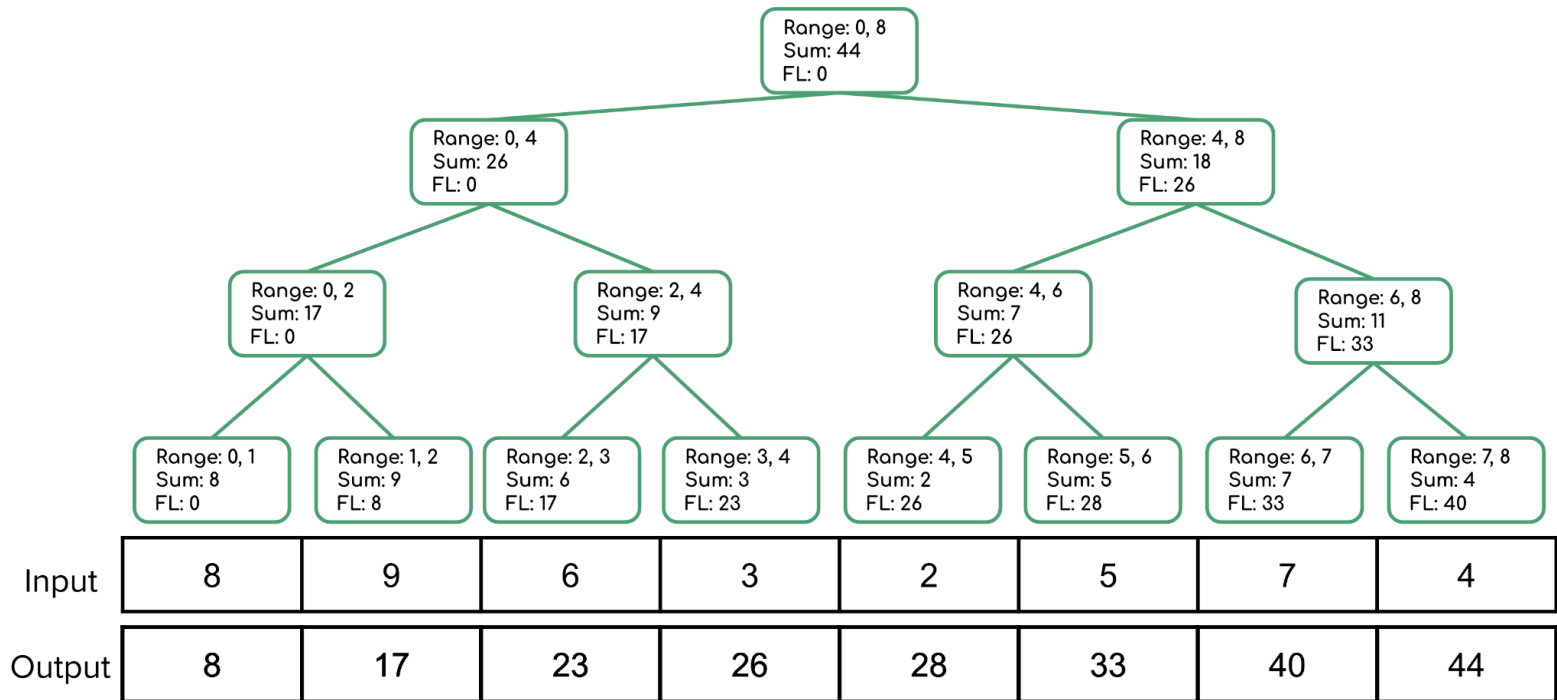 Range: 0, 8
Sum: 44
FL: 0
Range: 0, 4
Sum: 26
FL: 0
Range: 4, 8
Sum: 18
FL: 26
Range: 0, 2
Sum: 17
FL: 0
Range: 2, 4
Sum: 9
FL: 17
Range: 4, 6
Sum: 7
FL: 26
Range: 6, 8
Sum: 11
FL: 33
Range: 0, 1
Sum: 8
FL: 0
Range: 1, 2
Sum: 9
FL: 8
Range: 2, 3
Sum: 6
FL: 17
Range: 3, 4
Sum: 3
FL: 23
Range: 4, 5
Sum: 2
FL: 26
Range: 5, 6
Sum: 5
FL: 28
Range: 6, 7
Sum: 7
FL: 33
Range: 7, 8
Sum: 4
FL: 40
Input 8 9 6 3 2 5 7 4
Output 8 17 23 26 28 33 40 44